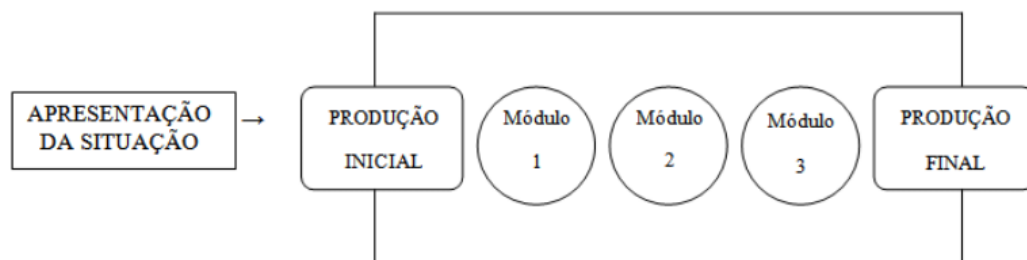 APRESENTAÇÃO
DA SITUAÇÃO
→
PRODUÇÃO
INICIAL
Módulo
1
Módulo
2
Módulo
3
PRODUÇÃO
FINAL